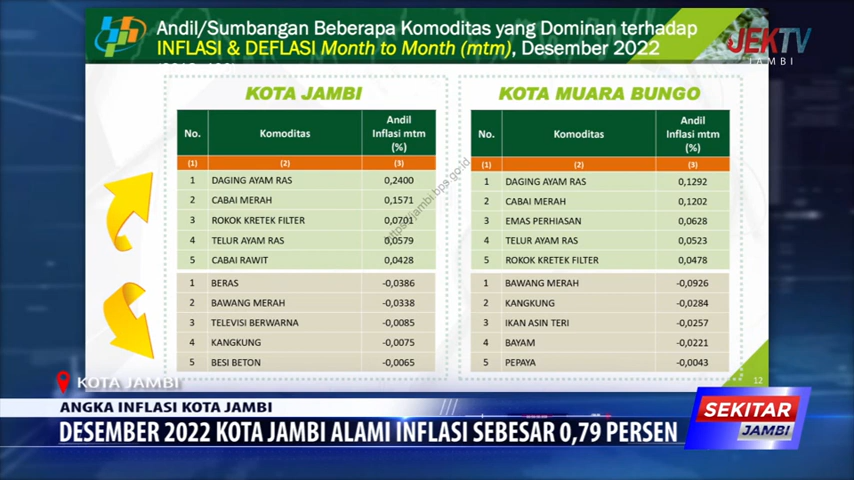 Andil/Sumbangan Beberapa Komoditas yang Dominan terhadap
INFLASI & DEFLASI Month to Month (mtm), Desember 2022
JEKTV
JAMBI
KOTA JAMBI
No. Komoditas Andil Inflasi mtm (%)
(1) (2) (3)
1 DAGING AYAM RAS 0,2400
2 CABAI MERAH 0,1571
3 ROKOK KRETEK FILTER 0,0701
4 TELUR AYAM RAS 0,0579
5 CABAI RAWIT 0,0428
1 BERAS -0,0386
2 BAWANG MERAH -0,0338
3 TELEVISI BERWARNA -0,0085
4 KANGKUNG -0,0075
5 BESI BETON -0,0065
KOTA MUARA BUNGO
No. Komoditas Andil Inflasi mtm (%)
(1) (2) (3)
1 DAGING AYAM RAS 0,1292
2 CABAI MERAH 0,1202
3 EMAS PERHIASAN 0,0628
4 TELUR AYAM RAS 0,0523
5 ROKOK KRETEK FILTER 0,0478
1 BAWANG MERAH -0,0926
2 KANGKUNG -0,0284
3 IKAN ASIN TERI -0,0257
4 BAYAM -0,0221
5 PEPAYA -0,0043
https://jambi.bps.go.id
12
KOTA JAMBI
ANGKA INFLASI KOTA JAMBI
DESEMBER 2022 KOTA JAMBI ALAMI INFLASI SEBESAR 0,79 PERSEN
SEKITAR
JAMBI